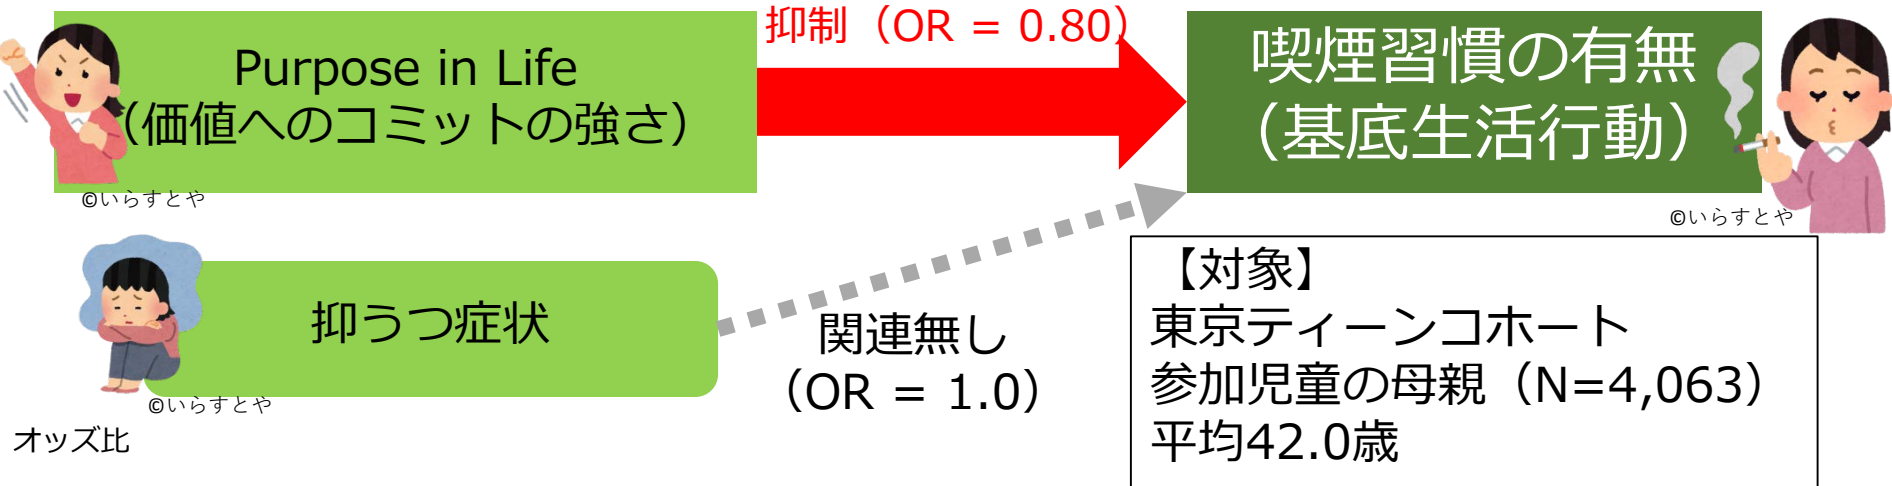 抑制（OR = 0.80）
Purpose in Life
（価値へのコミットの強さ）
喫煙習慣の有無
（基底生活行動）
©いらすとや
©いらすとや
抑うつ症状
関連無し
（OR = 1.0）
©いらすとや
オッズ比
【対象】
東京ティーンコホート
参加児童の母親（N=4,063）
平均42.0歳